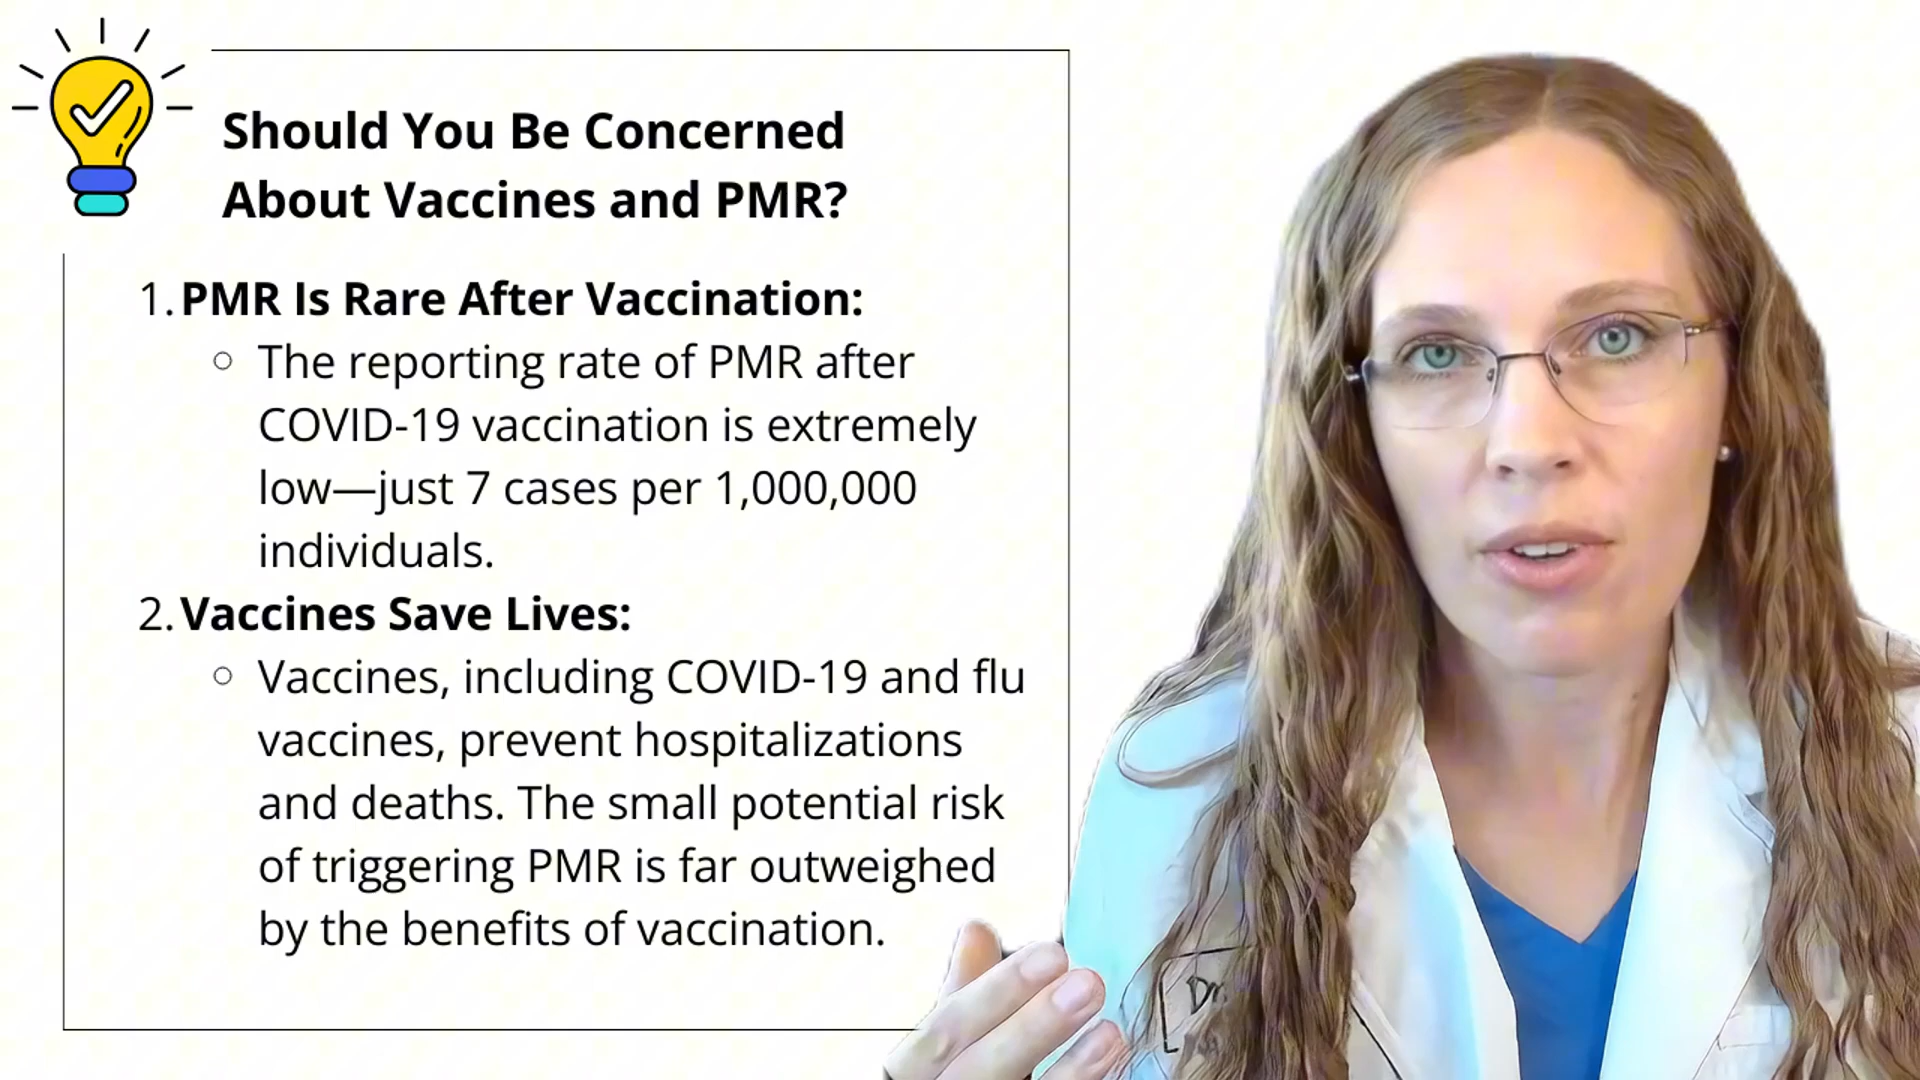 Should You Be Concerned
About Vaccines and PMR?
1. PMR Is Rare After Vaccination:
○ The reporting rate of PMR after
COVID-19 vaccination is extremely
low—just 7 cases per 1,000,000
individuals.
2. Vaccines Save Lives:
○ Vaccines, including COVID-19 and flu
vaccines, prevent hospitalizations
and deaths. The small potential risk
of triggering PMR is far outweighed
by the benefits of vaccination.
Dr.